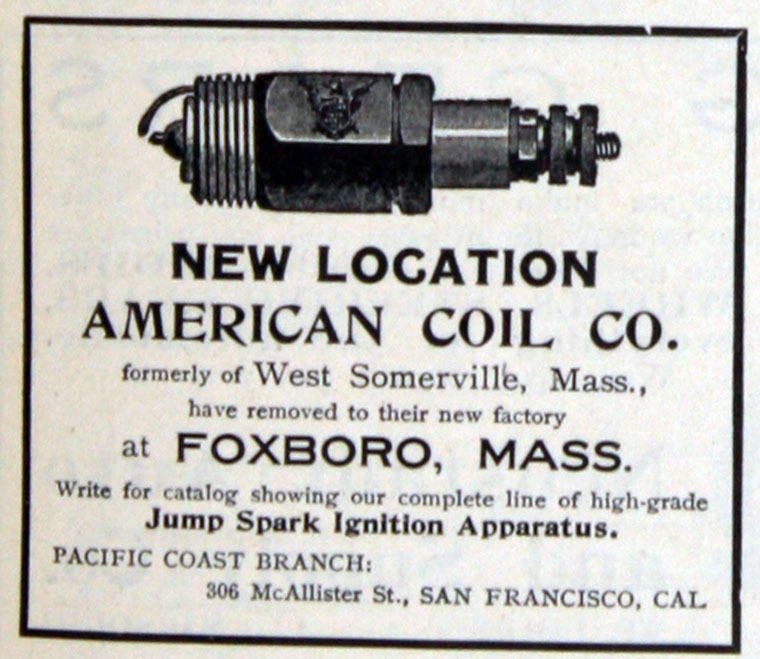 NEW LOCATION
AMERICAN COIL CO.
formerly of West Somerville, Mass.,
have removed to their new factory
at FOXBORO, MASS.
Write for catalog showing our complete line of high-grade
Jump Spark Ignition Apparatus.
PACIFIC COAST BRANCH:
306 McAllister St., SAN FRANCISCO, CAL